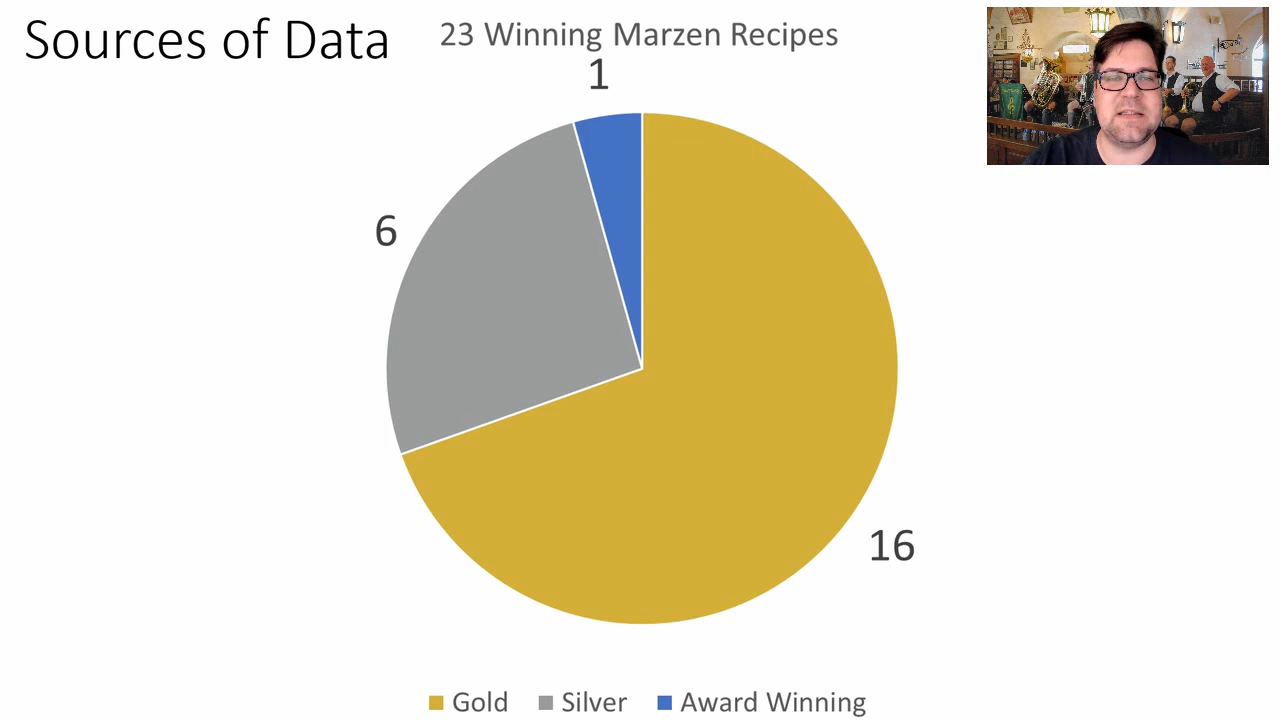 Sources of Data
23 Winning Marzen Recipes
1
6
16
Gold Silver Award Winning